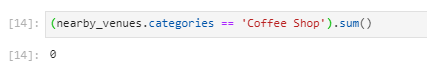 [14]: (nearby_venues.categories == 'Coffee Shop').sum()
[14]: 0